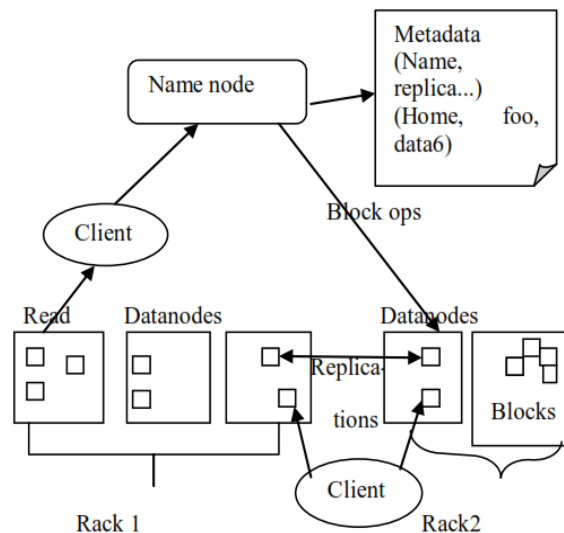 Metadata
(Name,
replica...)
(Home, foo,
data6)
Name node
Block ops
Client
Read
Datanodes
Datanodes
Replica-
tions
Blocks
Client
Rack 1
Rack2